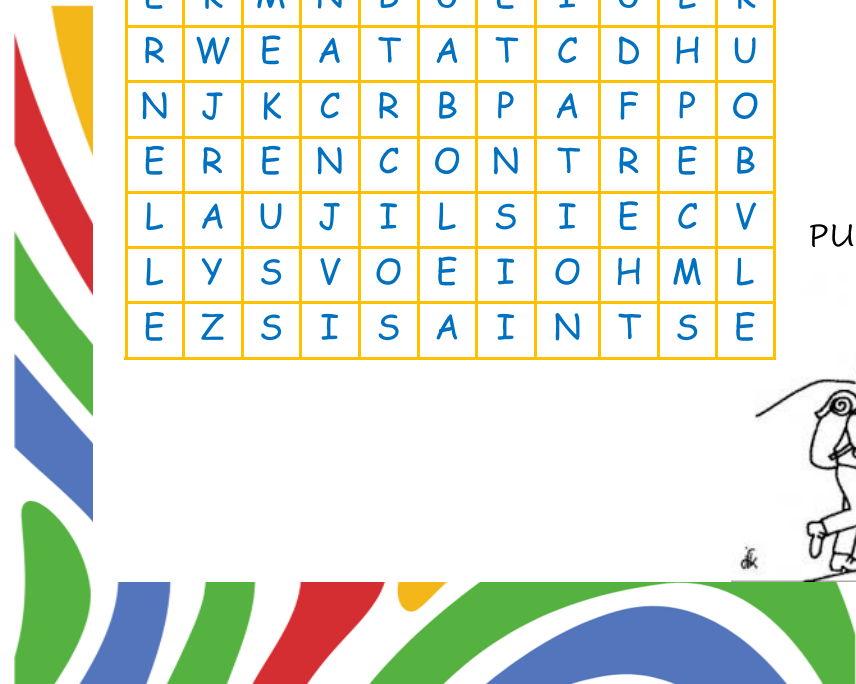 R W E A T A T C D H U
N J K C R B P A F P O
E R E N C O N T R E B
L A U J I L S I E C V
L Y S V O E I O H M L
E Z S I S A I N T S E
PU